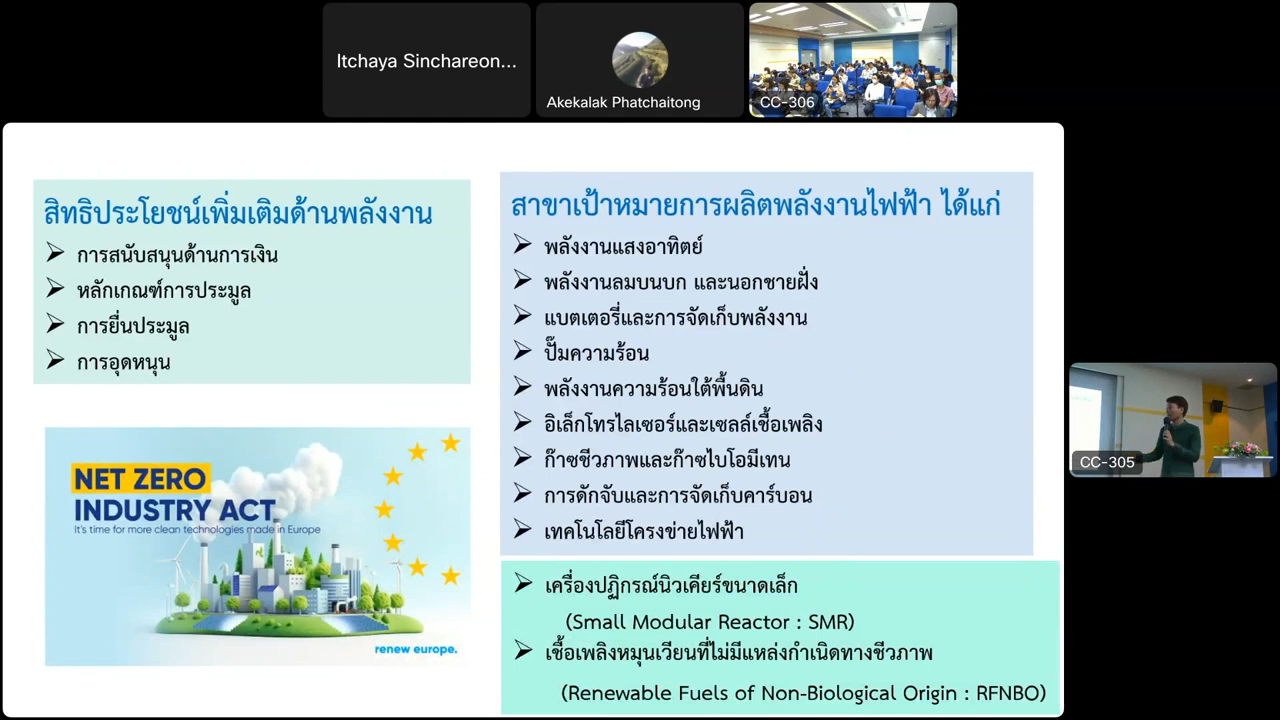 Itchaya Sinchareon...
Akekalak Phatchaitong
CC-306
สิทธิประโยชน์เพิ่มเติมด้านพลังงาน
การสนับสนุนด้านการเงิน
หลักเกณฑ์การประมูล
การยื่นประมูล
การอุดหนุน
NET ZERO
INDUSTRY ACT
It's time for more clean technologies made in Europe
renew europe.
สาขาเป้าหมายการผลิตพลังงานไฟฟ้า ได้แก่
พลังงานแสงอาทิตย์
พลังงานลมบนบก และนอกชายฝั่ง
แบตเตอรี่และการจัดเก็บพลังงาน
ปั๊มความร้อน
พลังงานความร้อนใต้พื้นดิน
อิเล็กโทรไลเซอร์และเซลล์เชื้อเพลิง
ก๊าซชีวภาพและก๊าซไบโอมีเทน
การดักจับและการจัดเก็บคาร์บอน
เทคโนโลยีโครงข่ายไฟฟ้า
เครื่องปฏิกรณ์นิวเคียร์ขนาดเล็ก
(Small Modular Reactor : SMR)
เชื้อเพลิงหมุนเวียนที่ไม่มีแหล่งกำเนิดทางชีวภาพ
(Renewable Fuels of Non-Biological Origin : RFNBO)
CC-305